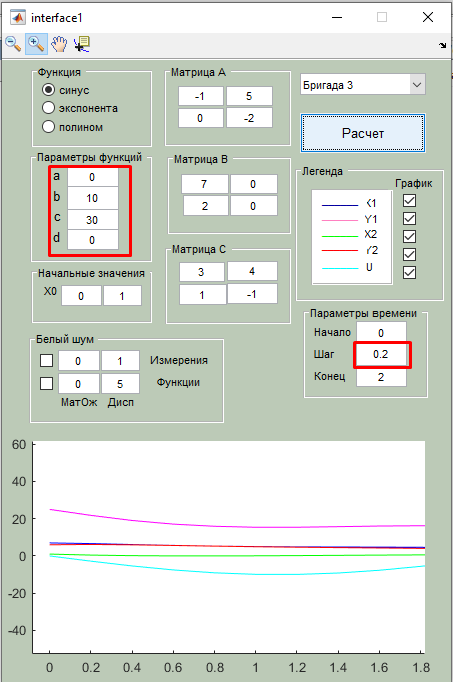 interface1
Функция
синус
экспонента
полином
Матрица A
-1 5
0 -2
Бригада 3
Расчет
Параметры функций
a 0
b 10
c 30
d 0
Матрица B
7 0
2 0
Легенда
График
X1
Y1
X2
Y2
U
Начальные значения
X0 0 1
Матрица C
3 4
1 -1
Параметры времени
Начало 0
Шаг 0.2
Конец 2
Белый шум
0 1 Измерения
0 5 Функции
МатОж Дисп
60
40
20
0
-20
-40
0 0.2 0.4 0.6 0.8 1 1.2 1.4 1.6 1.8